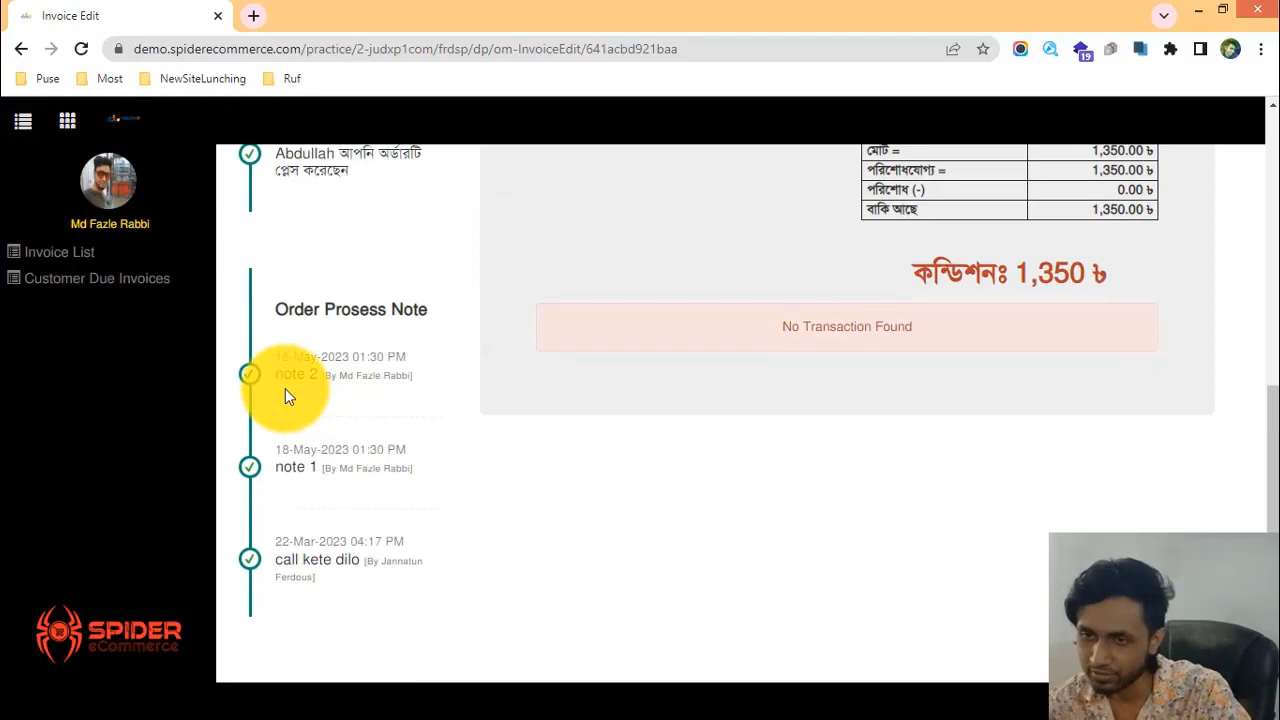 Invoice Edit
demo.spiderecommerce.com/practice/2-judxp1com/frdsp/dp/om-InvoiceEdit/641acbd921baa
19
Puse
Most
NewSiteLunching
Ruf
Md Fazle Rabbi
Invoice List
Customer Due Invoices
SPIDER
eCommerce
Abdullah আপনি অর্ডারটি
প্লেস করেছেন
Order Prosess Note
18-May-2023 01:30 PM
note 2 [By Md Fazle Rabbi]
18-May-2023 01:30 PM
note 1 [By Md Fazle Rabbi]
22-Mar-2023 04:17 PM
call kete dilo [By Jannatun
Ferdous]
মোট = 1,350.00 ৳
পরিশোধযোগ্য = 1,350.00 ৳
পরিশোধ (-) 0.00 ৳
বাকি আছে 1,350.00 ৳
কন্ডিশনঃ 1,350 ৳
No Transaction Found